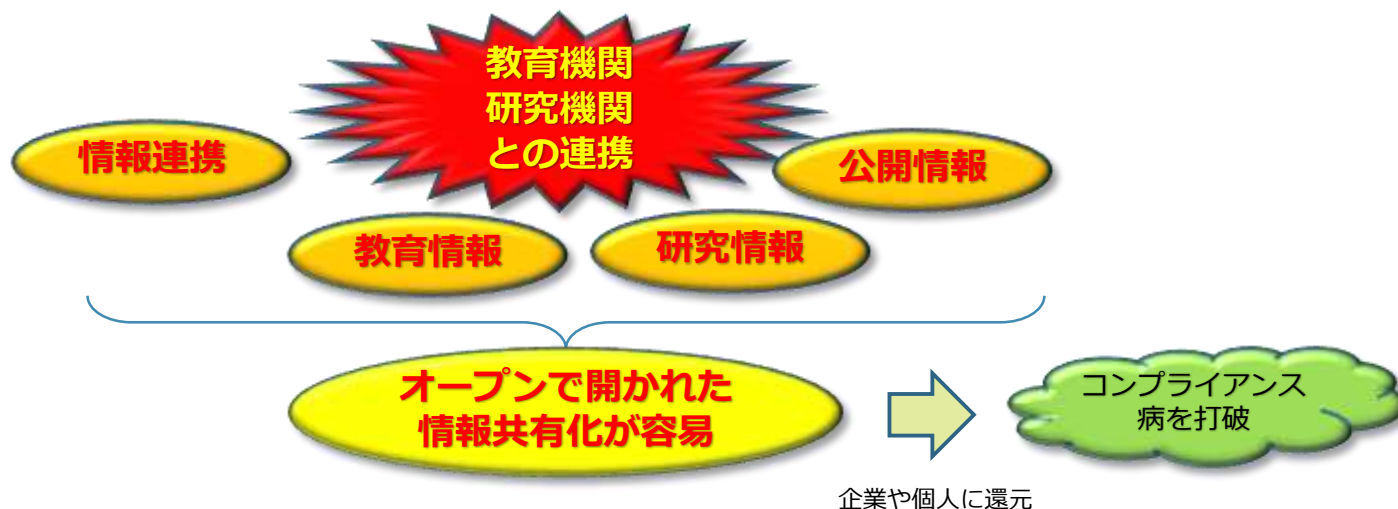 教育機関
研究機関
との連携
情報連携
公開情報
教育情報
研究情報
オープンで開かれた
情報共有化が容易
コンプライアンス
病を打破
企業や個人に還元